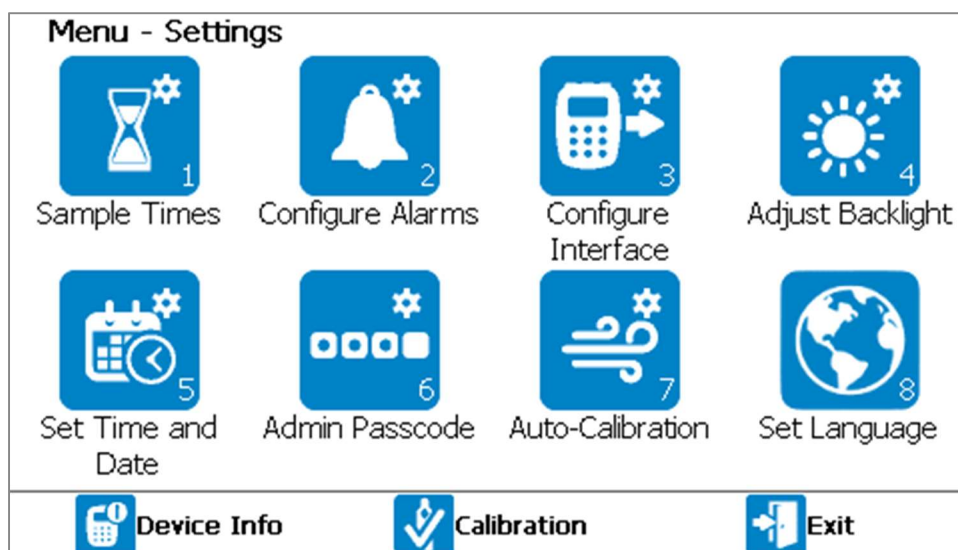 Menu - Settings
1
2
3
4
Sample Times
Configure Alarms
Configure
Interface
Adjust Backlight
5
6
7
8
Set Time and
Date
Admin Passcode
Auto-Calibration
Set Language
Device Info
Calibration
Exit